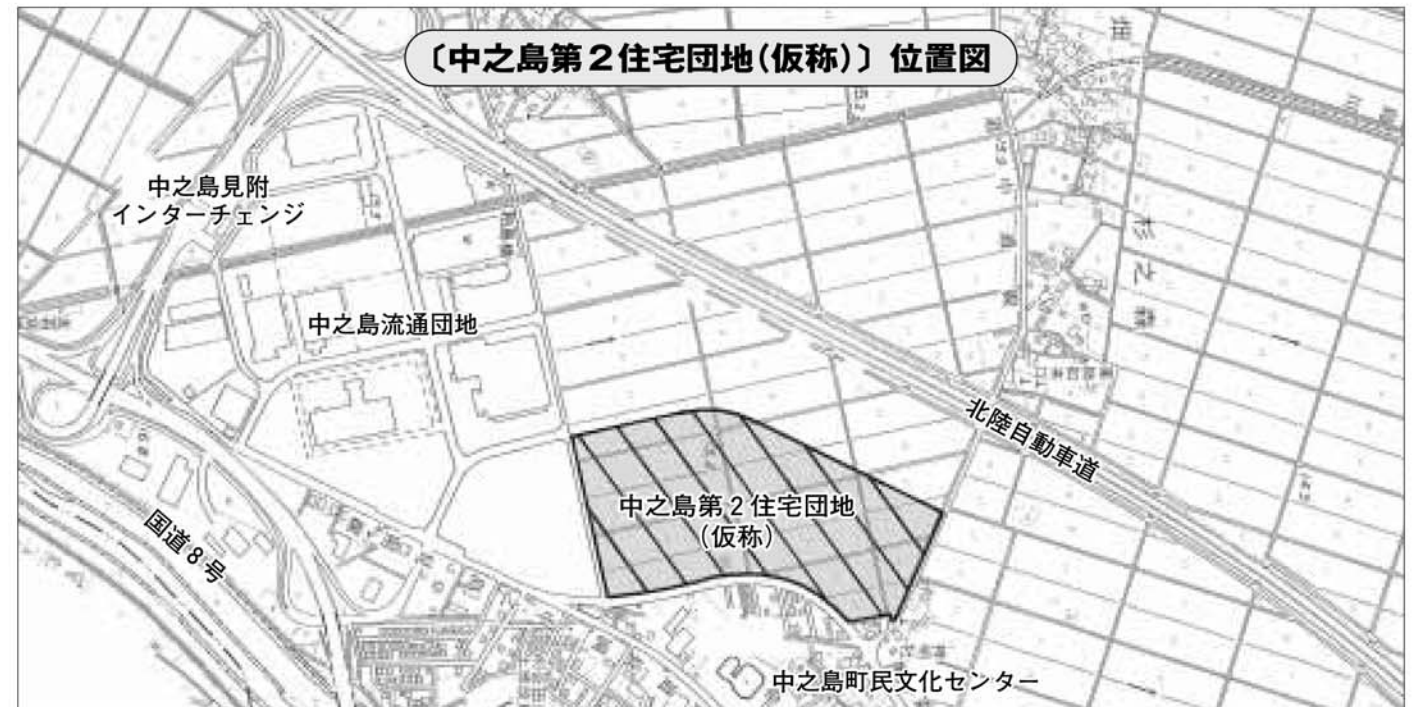 〔中之島第2住宅団地(仮称)〕位置図
中之島見附
インターチェンジ
中之島流通団地
杉之森
北陸自動車道
中之島第2住宅団地
(仮称)
国道8号
中之島町民文化センター